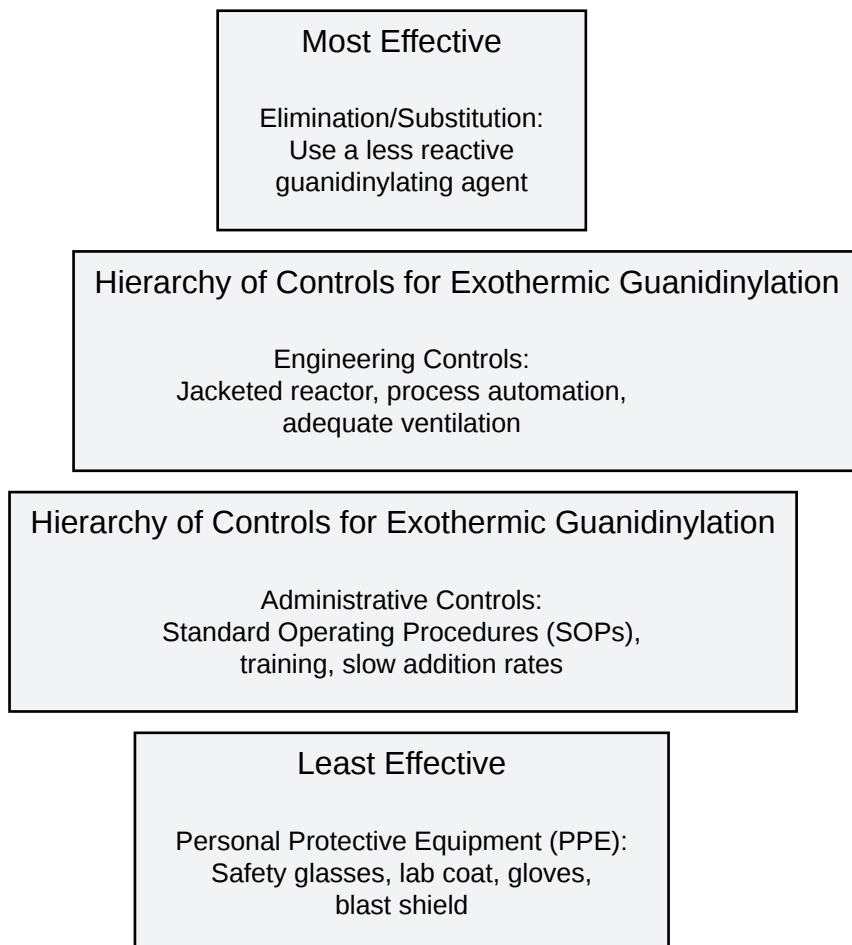 Most Effective
Elimination/Substitution:
Use a less reactive
guanidinylating agent
Hierarchy of Controls for Exothermic Guanidinylation
Engineering Controls:
Jacketed reactor, process automation,
adequate ventilation
Hierarchy of Controls for Exothermic Guanidinylation
Administrative Controls:
Standard Operating Procedures (SOPs),
training, slow addition rates
Least Effective
Personal Protective Equipment (PPE):
Safety glasses, lab coat, gloves,
blast shield